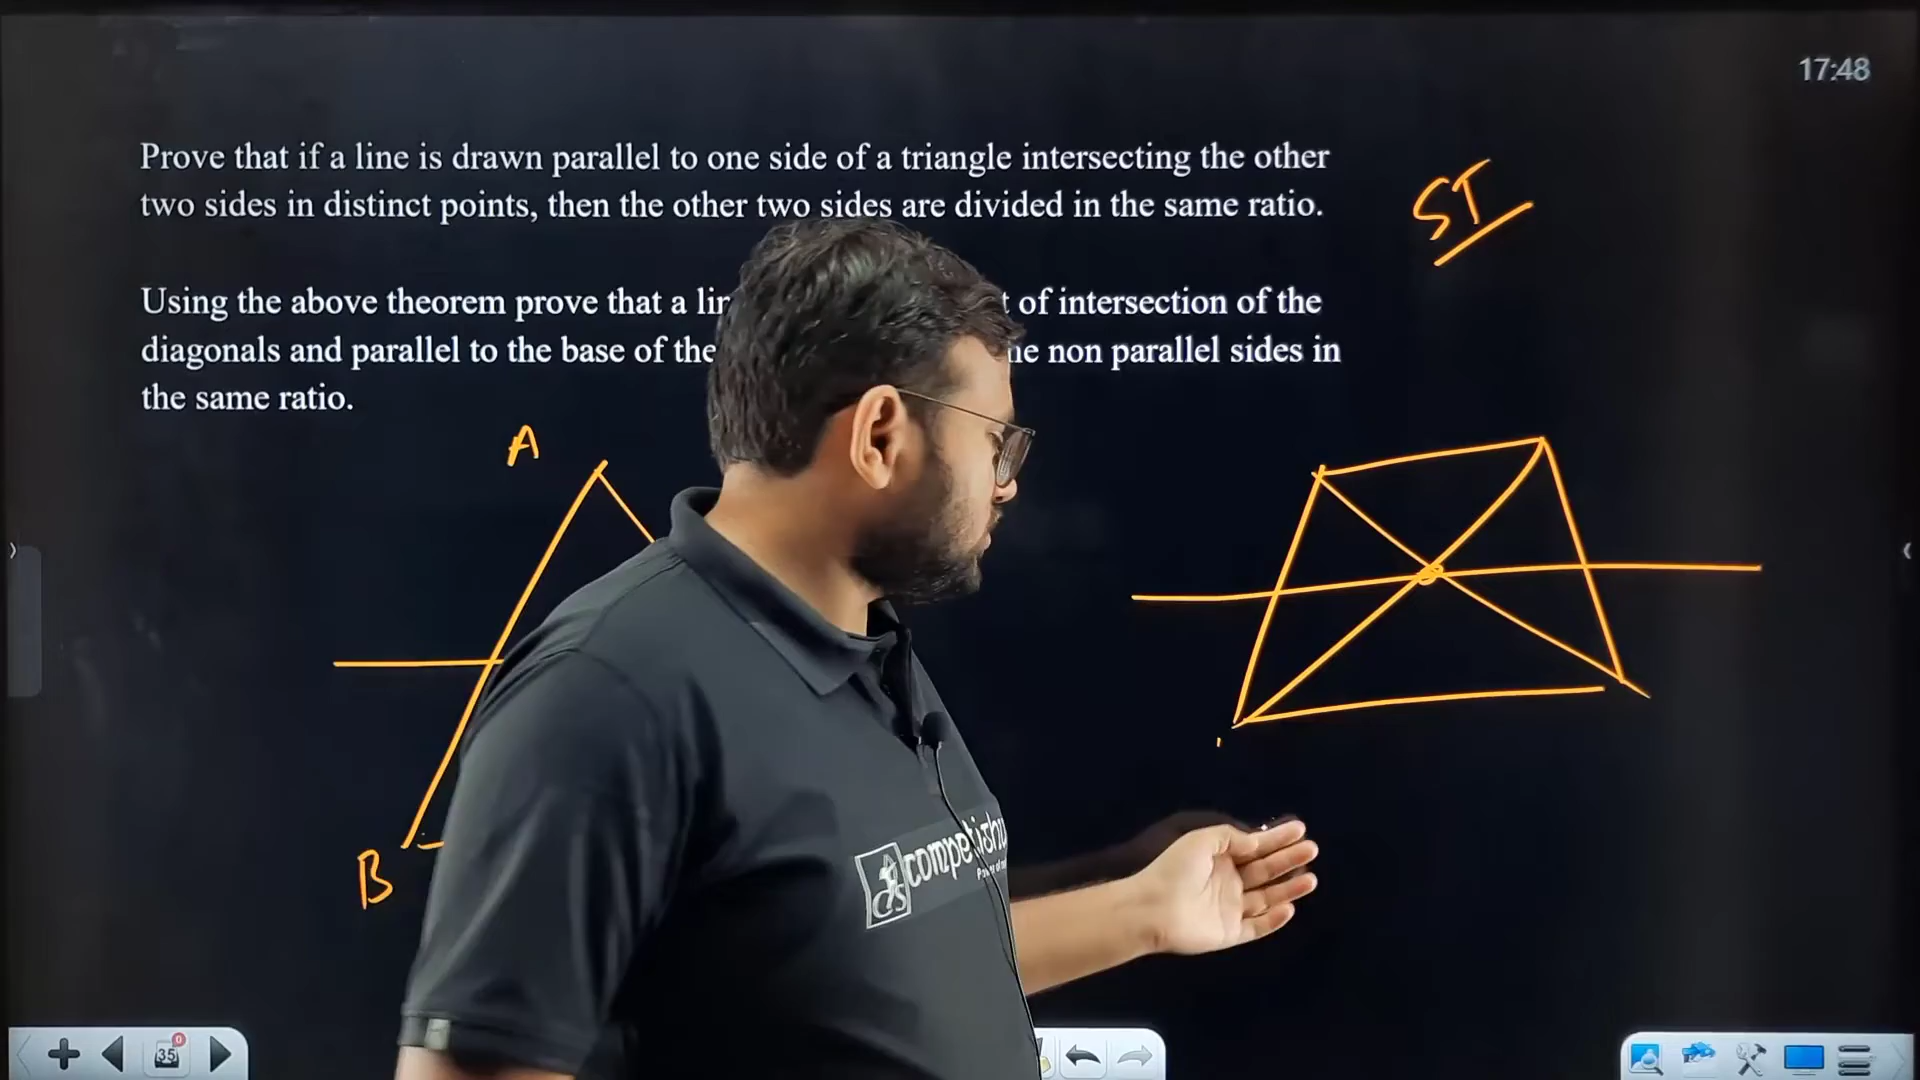 17:48
Prove that if a line is drawn parallel to one side of a triangle intersecting the other
two sides in distinct points, then the other two sides are divided in the same ratio.
ST
Using the above theorem prove that a of intersection of the
diagonals and parallel to the base of the non parallel sides in
the same ratio.
A
B
CS
35
0